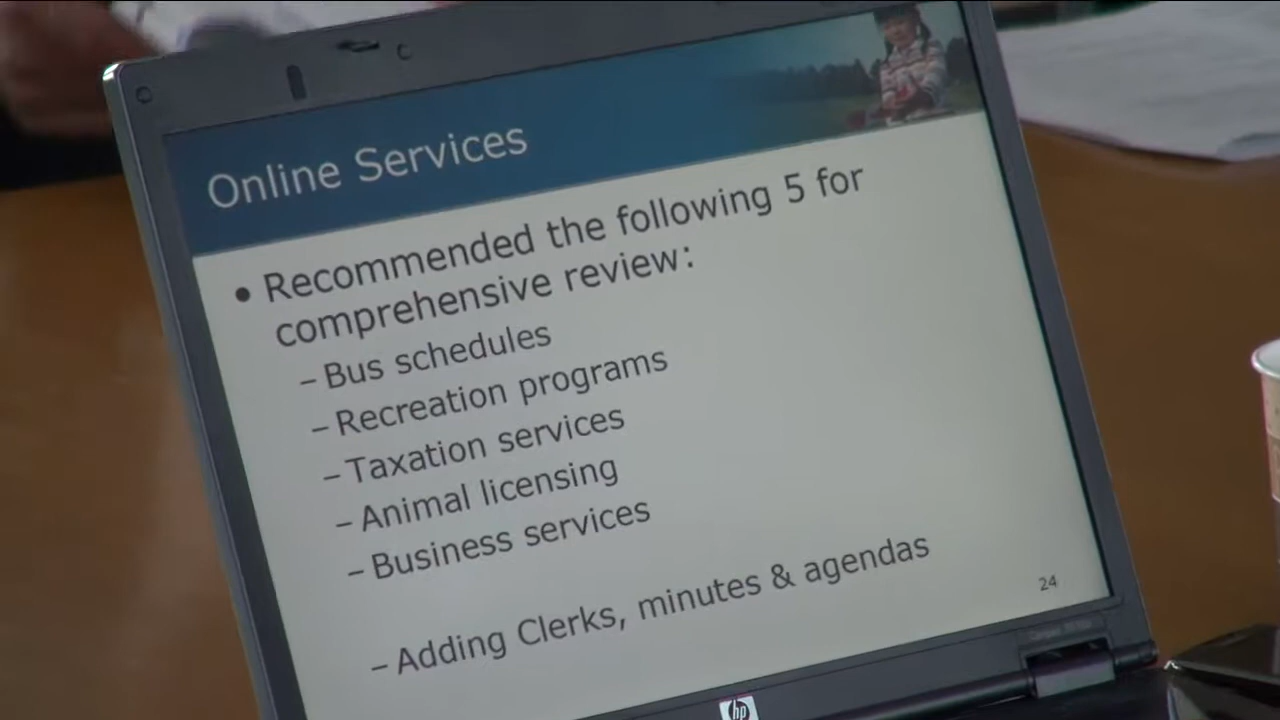 Online Services
• Recommended the following 5 for
comprehensive review:
– Bus schedules
– Recreation programs
– Taxation services
– Animal licensing
– Business services
– Adding Clerks, minutes & agendas
24
hp